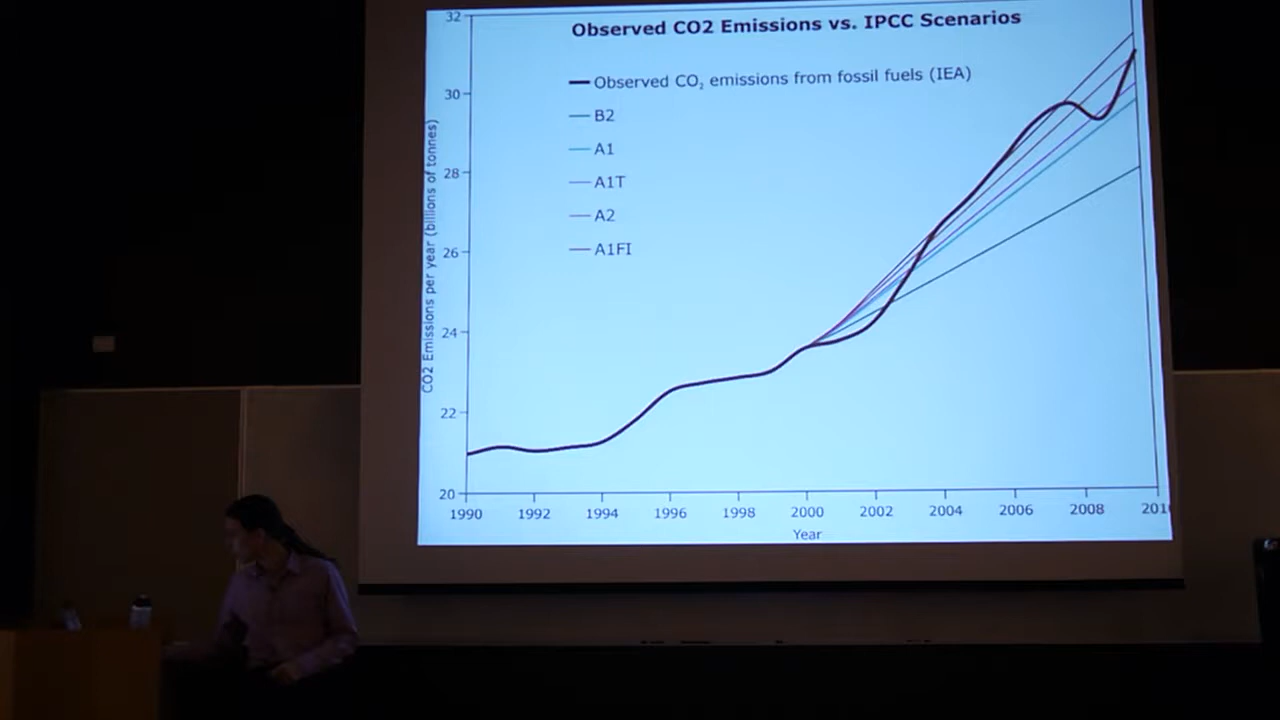 Observed CO2 Emissions vs. IPCC Scenarios
Observed CO₂ emissions from fossil fuels (IEA)
B2
A1
A1T
A2
A1FI
CO2 Emissions per year (billions of tonnes)
32
30
28
26
24
22
20
1990 1992 1994 1996 1998 2000 2002 2004 2006 2008 201
Year